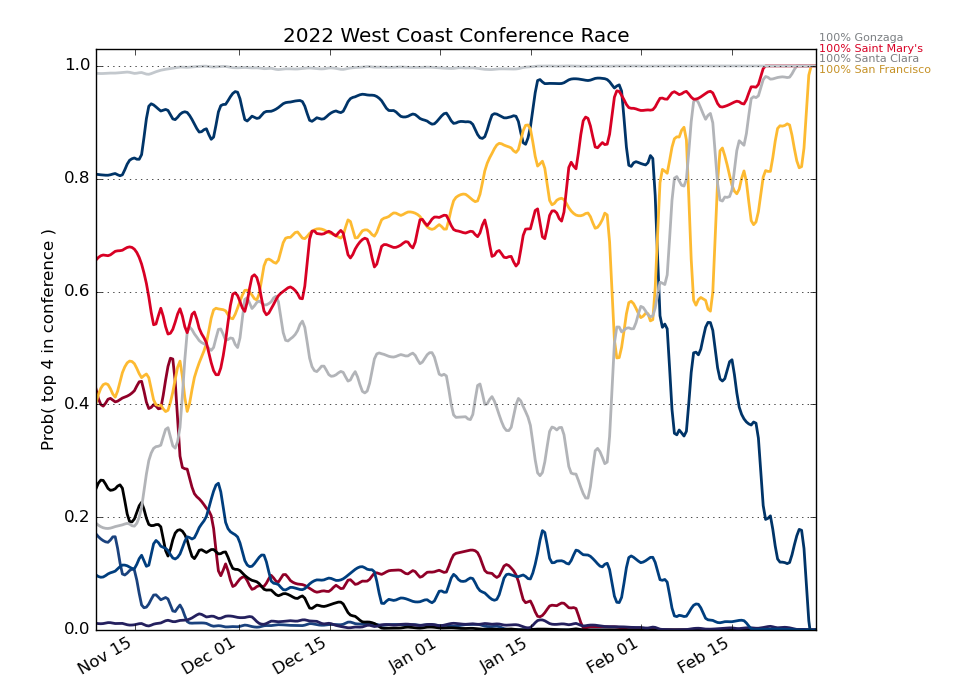 2022 West Coast Conference Race
100% Gonzaga
100% Saint Mary's
100% Santa Clara
100% San Francisco
Prob( top 4 in conference )
1.0
0.8
0.6
0.4
0.2
0.0
Nov 15
Dec 01
Dec 15
Jan 01
Jan 15
Feb 01
Feb 15